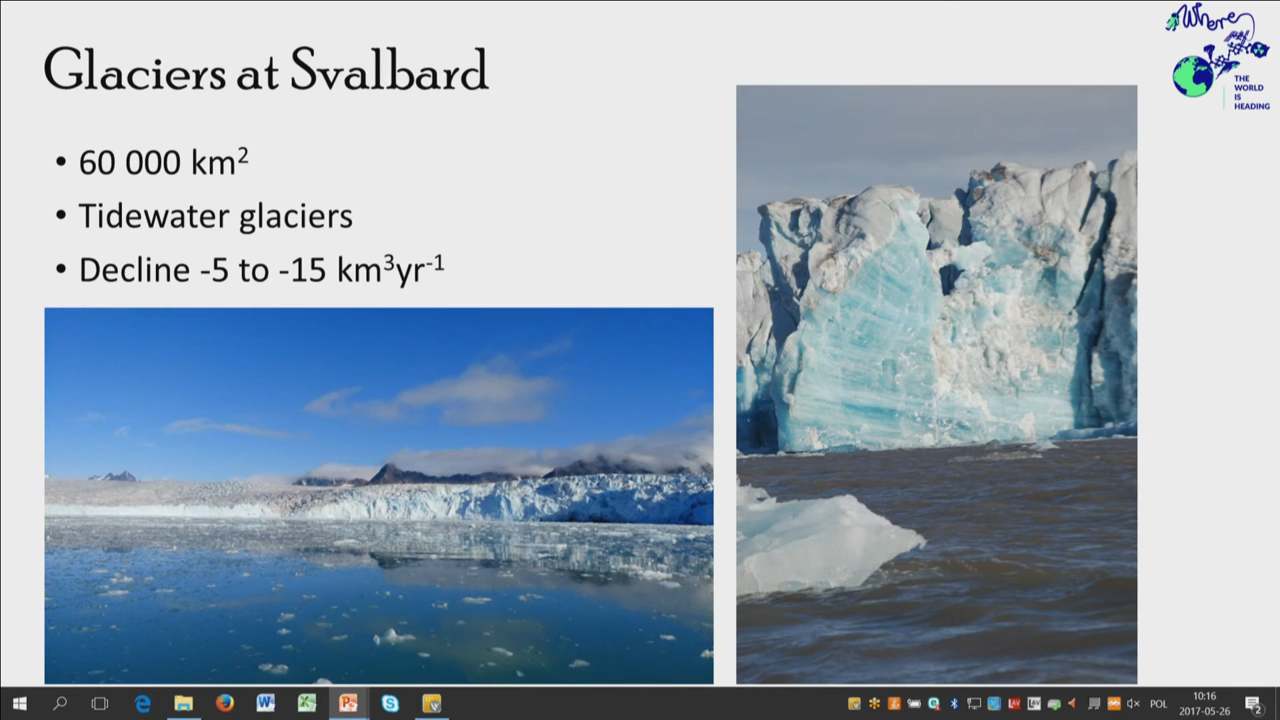 Glaciers at Svalbard
• 60 000 km²
• Tidewater glaciers
• Decline -5 to -15 km³yr⁻¹
Where
THE
WORLD
IS
HEADING
POL
10:16
2017-05-26
2